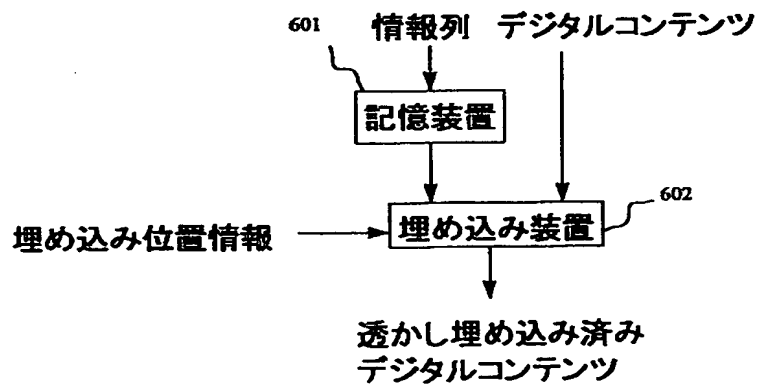 601
情報列
デジタルコンテンツ
記憶装置
602
埋め込み装置
埋め込み位置情報
透かし埋め込み済み
デジタルコンテンツ